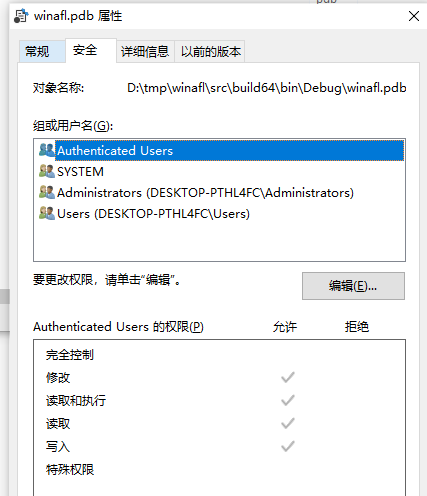 winafl.pdb 属性
常规 安全 详细信息 以前的版本
对象名称: D:\tmp\winafl\src\build64\bin\Debug\winafl.pdb
组或用户名(G):
Authenticated Users
SYSTEM
Administrators (DESKTOP-PTHL4FC\Administrators)
Users (DESKTOP-PTHL4FC\Users)
要更改权限，请单击“编辑”。
编辑(E)...
Authenticated Users 的权限(P) 允许 拒绝
完全控制
修改
读取和执行
读取
写入
特殊权限